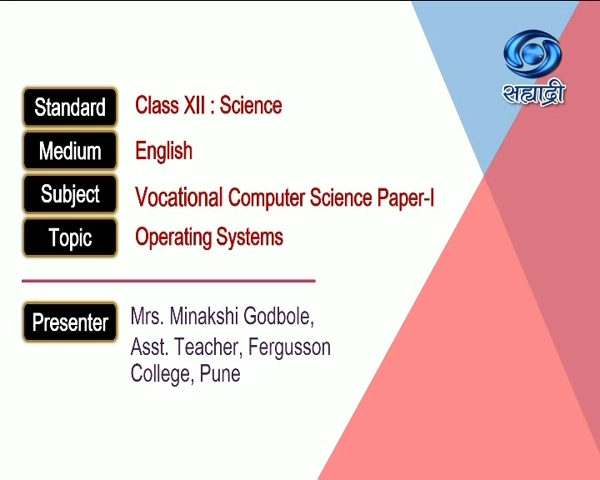 सह्याद्री
Standard Class XII : Science
Medium English
Subject Vocational Computer Science Paper-I
Topic Operating Systems
Presenter Mrs. Minakshi Godbole,
Asst. Teacher, Fergusson
College, Pune